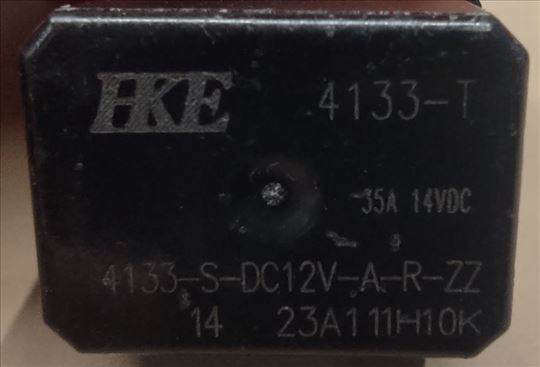 HKE 4133-T
35A 14VDC
4133-S-DC12V-A-R-ZZ
14 23A111H10K